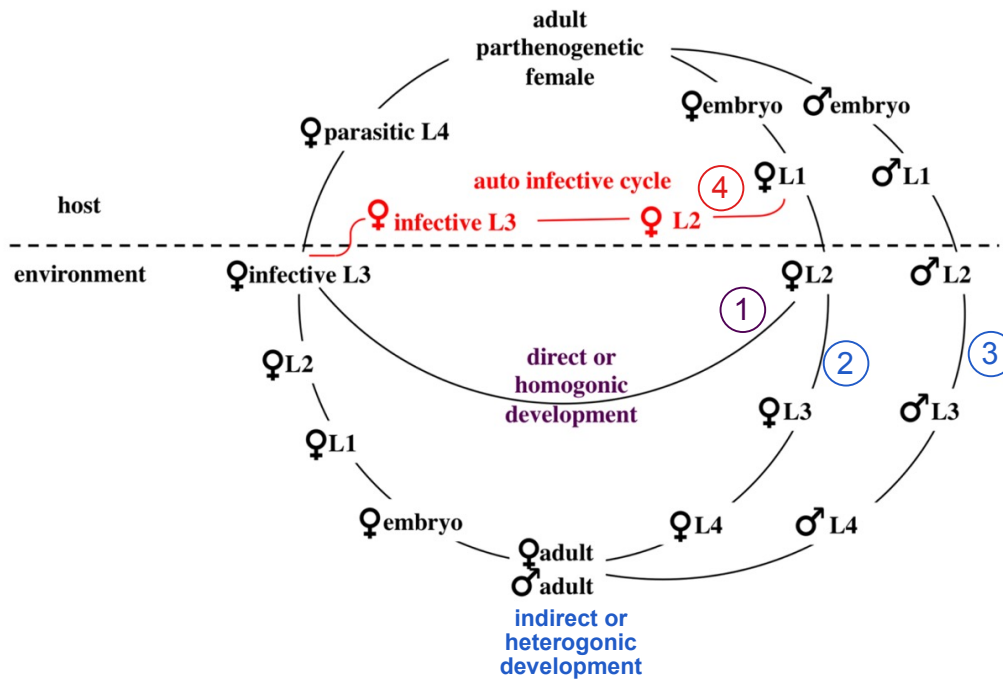 adult
parthenogenetic
female
♀embryo
♂embryo
♀parasitic L4
♀L1
♂L1
auto infective cycle
4
♀ infective L3
♀ L2
host
environment
♀infective L3
♀L2
♂L2
1
2
3
direct or
homogonic
development
♀L2
♀L3
♂L3
♀L1
♀embryo
♀L4
♂L4
♀adult
♂adult
indirect or
heterogonic
development